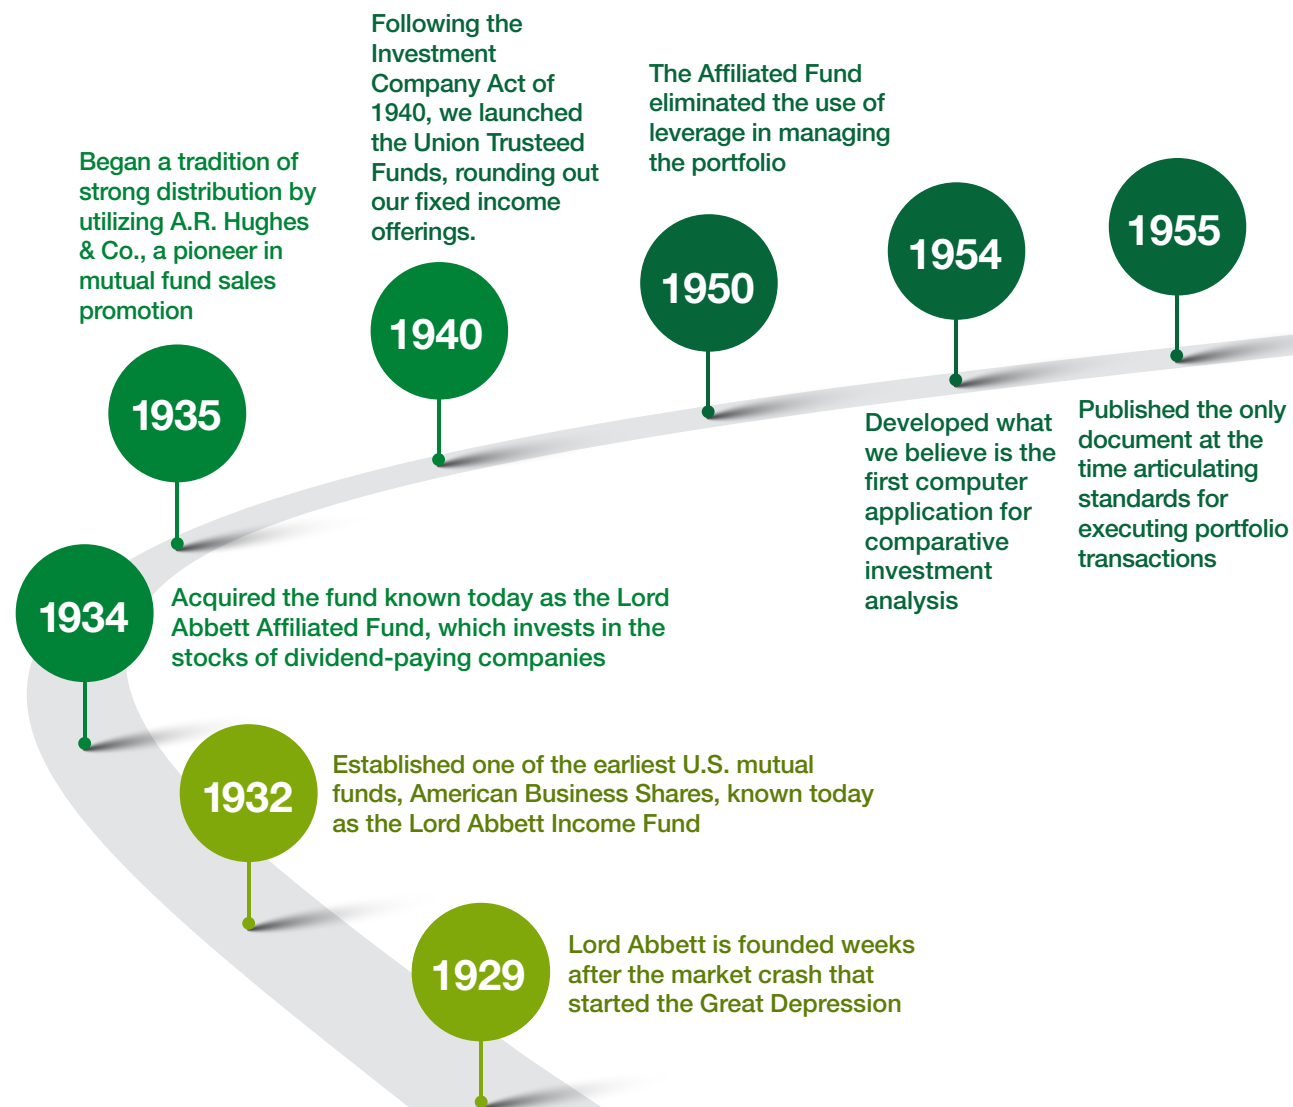 Following the
Investment
Company Act of
1940, we launched
the Union Trusteed
Funds, rounding out
our fixed income
offerings.
1940
The Affiliated Fund
eliminated the use of
leverage in managing
the portfolio
1950
Began a tradition of
strong distribution by
utilizing A.R. Hughes
& Co., a pioneer in
mutual fund sales
promotion
1935
1954
Developed what
we believe is the
first computer
application for
comparative
investment
analysis
1955
Published the only
document at the
time articulating
standards for
executing portfolio
transactions
1934
Acquired the fund known today as the Lord
Abbett Affiliated Fund, which invests in the
stocks of dividend-paying companies
1932
Established one of the earliest U.S. mutual
funds, American Business Shares, known today
as the Lord Abbett Income Fund
1929
Lord Abbett is founded weeks
after the market crash that
started the Great Depression